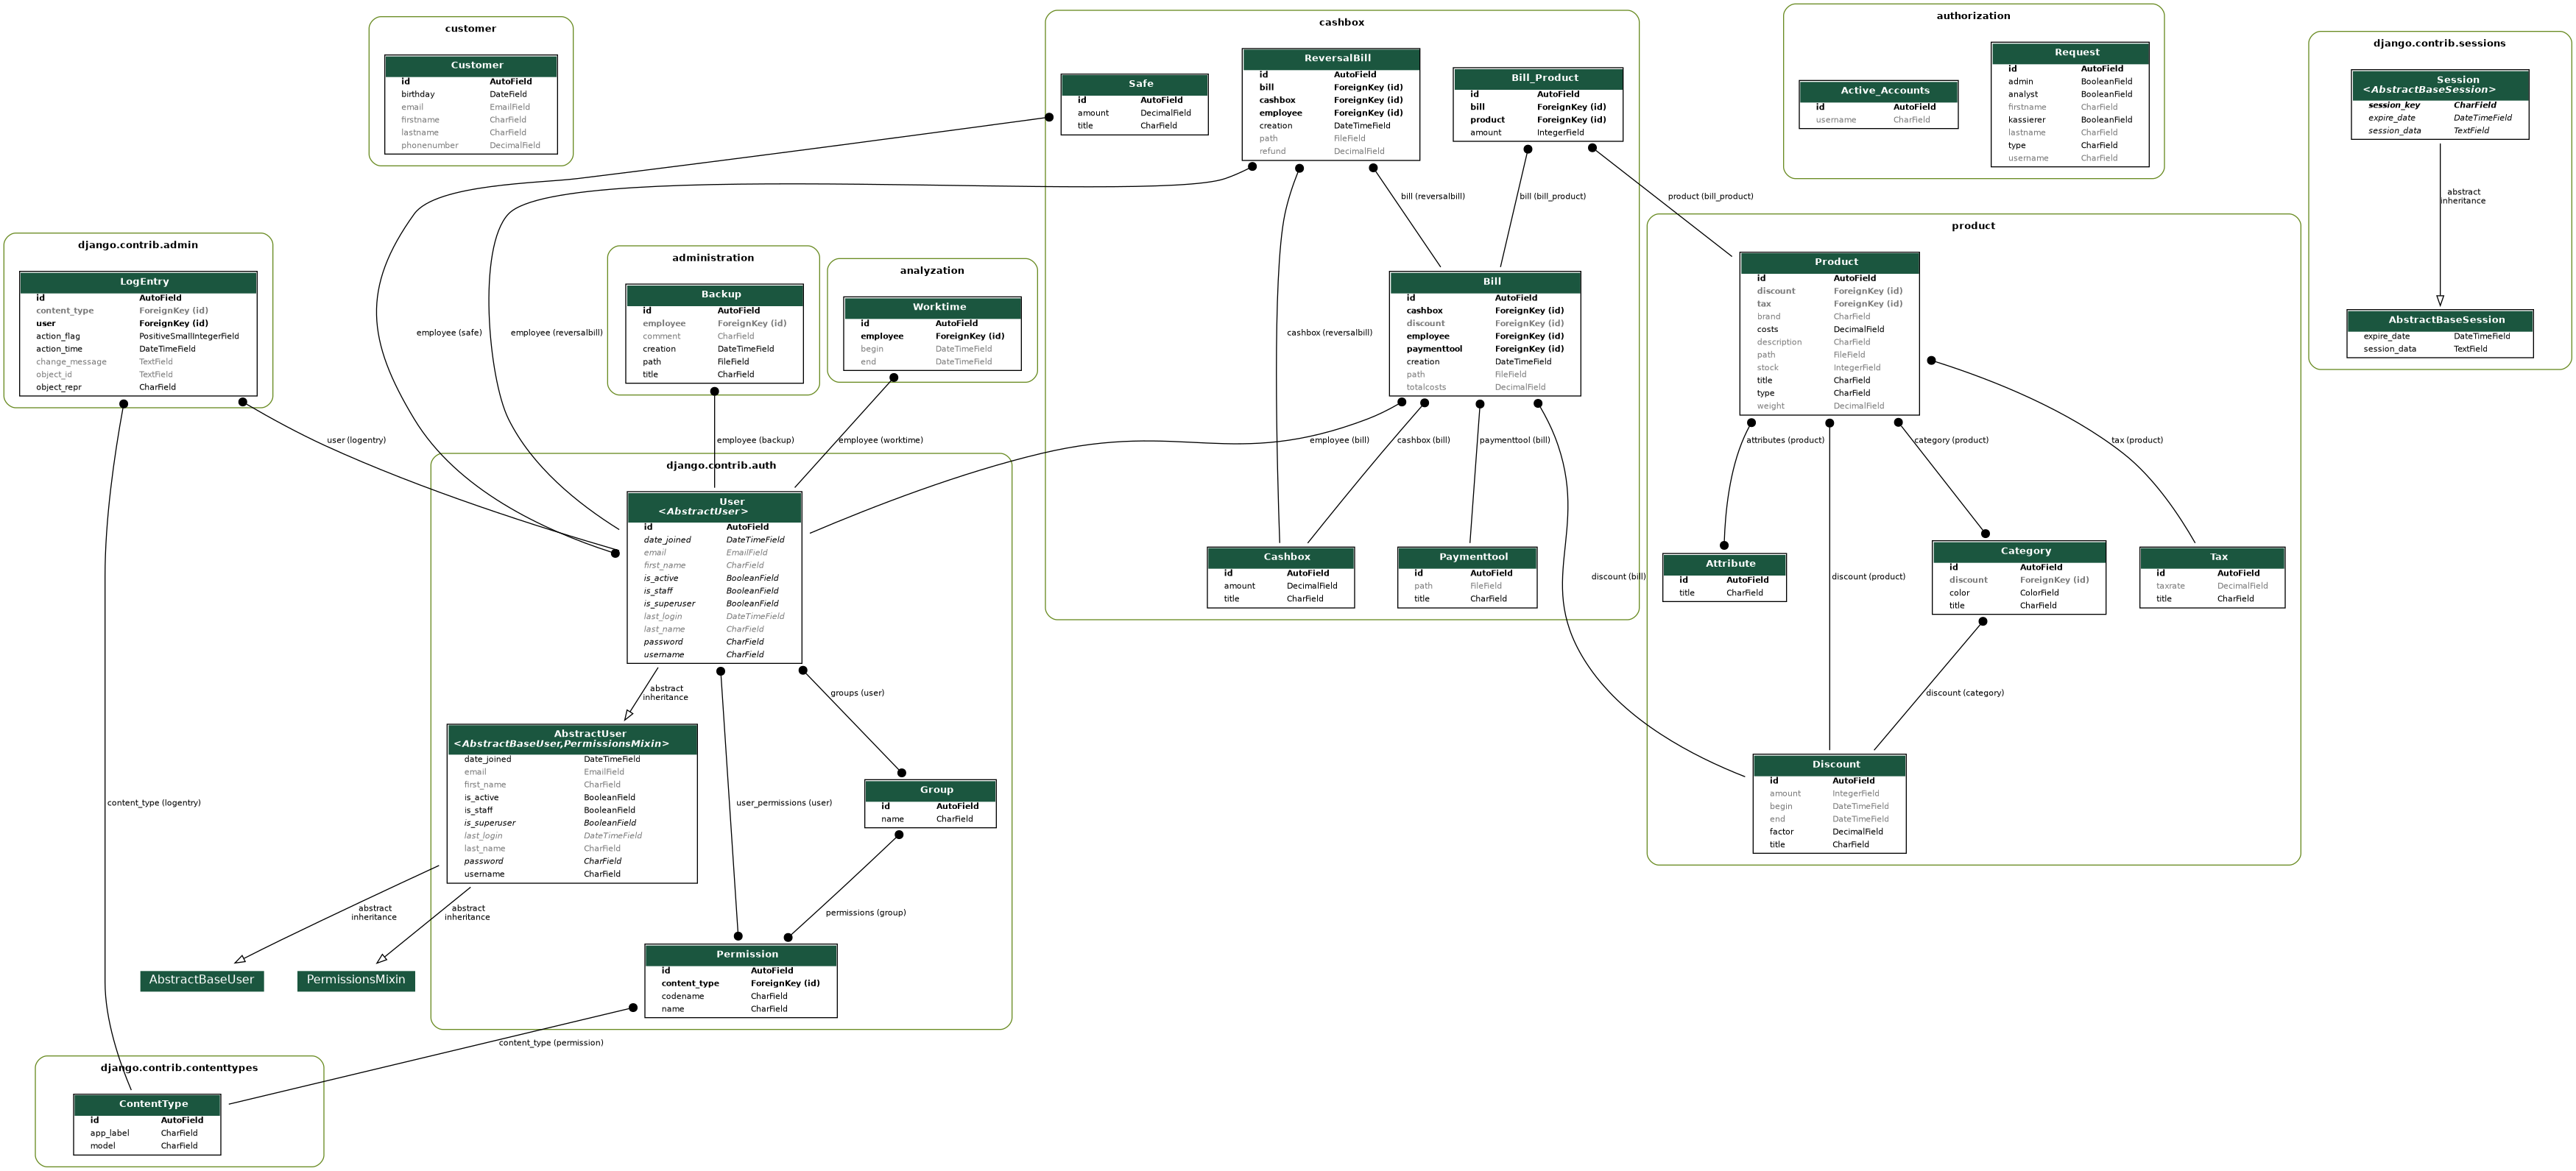 customer
Customer
id AutoField
birthday DateField
email EmailField
firstname CharField
lastname CharField
phonenumber DecimalField
cashbox
Safe
id AutoField
amount DecimalField
title CharField
ReversalBill
id AutoField
bill ForeignKey (id)
cashbox ForeignKey (id)
employee ForeignKey (id)
creation DateTimeField
path FileField
refund DecimalField
Bill_Product
id AutoField
bill ForeignKey (id)
product ForeignKey (id)
amount IntegerField
authorization
Active_Accounts
id AutoField
username CharField
Request
id AutoField
admin BooleanField
analyst BooleanField
firstname CharField
kassierer BooleanField
lastname CharField
type CharField
username CharField
django.contrib.sessions
Session
<AbstractBaseSession>
session_key CharField
expire_date DateTimeField
session_data TextField
abstract
inheritance
AbstractBaseSession
expire_date DateTimeField
session_data TextField
bill (reversalbill)
bill (bill_product)
product (bill_product)
django.contrib.admin
LogEntry
id AutoField
content_type ForeignKey (id)
user ForeignKey (id)
action_flag PositiveSmallIntegerField
action_time DateTimeField
change_message TextField
object_id TextField
object_repr CharField
employee (safe)
employee (reversalbill)
administration
Backup
id AutoField
employee ForeignKey (id)
comment CharField
creation DateTimeField
path FileField
title CharField
analyzation
Worktime
id AutoField
employee ForeignKey (id)
begin DateTimeField
end DateTimeField
cashbox (reversalbill)
Bill
id AutoField
cashbox ForeignKey (id)
discount ForeignKey (id)
employee ForeignKey (id)
paymenttool ForeignKey (id)
creation DateTimeField
path FileField
totalcosts DecimalField
product
Product
id AutoField
discount ForeignKey (id)
tax ForeignKey (id)
brand CharField
costs DecimalField
description CharField
path FileField
stock IntegerField
title CharField
type CharField
weight DecimalField
user (logentry)
employee (backup)
employee (worktime)
employee (bill)
cashbox (bill)
paymenttool (bill)
attributes (product)
category (product)
tax (product)
django.contrib.auth
User
<AbstractUser>
id AutoField
date_joined DateTimeField
email EmailField
first_name CharField
is_active BooleanField
is_staff BooleanField
is_superuser BooleanField
last_login DateTimeField
last_name CharField
password CharField
username CharField
Cashbox
id AutoField
amount DecimalField
title CharField
Paymenttool
id AutoField
path FileField
title CharField
discount (bill)
Attribute
id AutoField
title CharField
discount (product)
Category
id AutoField
discount ForeignKey (id)
color ColorField
title CharField
Tax
id AutoField
taxrate DecimalField
title CharField
abstract
inheritance
groups (user)
discount (category)
AbstractUser
<AbstractBaseUser,PermissionsMixin>
date_joined DateTimeField
email EmailField
first_name CharField
is_active BooleanField
is_staff BooleanField
is_superuser BooleanField
last_login DateTimeField
last_name CharField
password CharField
username CharField
content_type (logentry)
user_permissions (user)
Group
id AutoField
name CharField
Discount
id AutoField
amount IntegerField
begin DateTimeField
end DateTimeField
factor DecimalField
title CharField
abstract
inheritance
abstract
inheritance
permissions (group)
AbstractBaseUser
PermissionsMixin
Permission
id AutoField
content_type ForeignKey (id)
codename CharField
name CharField
content_type (permission)
django.contrib.contenttypes
ContentType
id AutoField
app_label CharField
model CharField